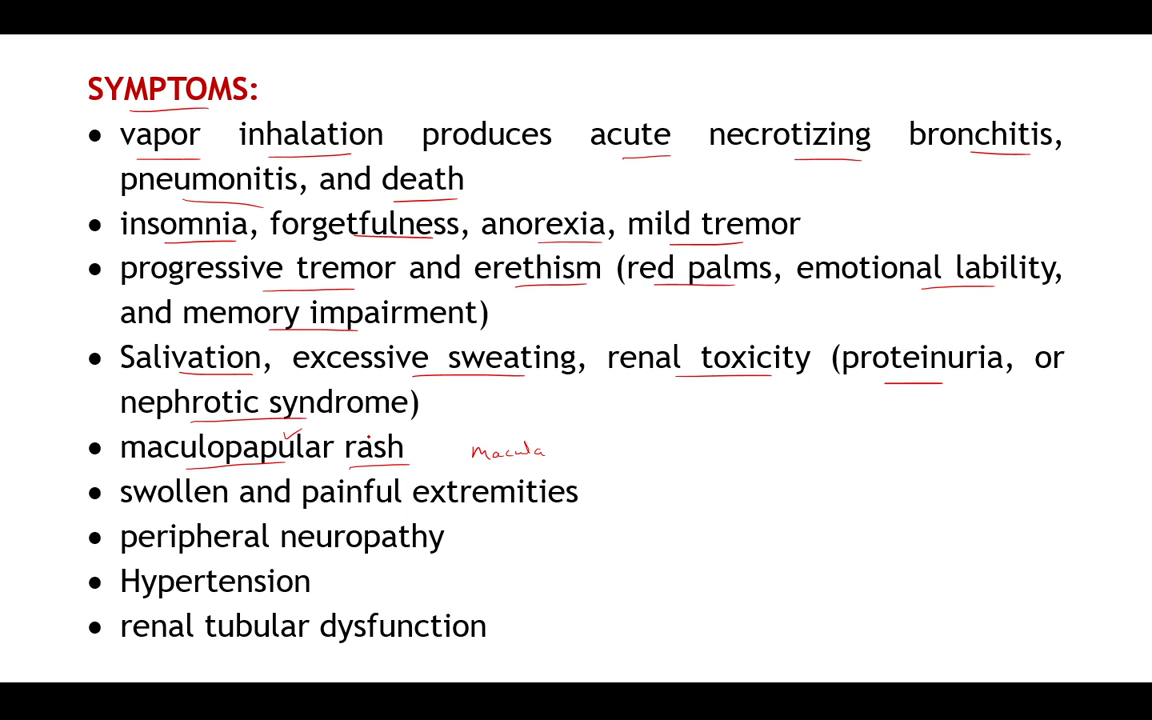 SYMPTOMS:
• vapor inhalation produces acute necrotizing bronchitis,
pneumonitis, and death
• insomnia, forgetfulness, anorexia, mild tremor
• progressive tremor and erethism (red palms, emotional lability,
and memory impairment)
• Salivation, excessive sweating, renal toxicity (proteinuria, or
nephrotic syndrome)
• maculopapular rash macula
• swollen and painful extremities
• peripheral neuropathy
• Hypertension
• renal tubular dysfunction